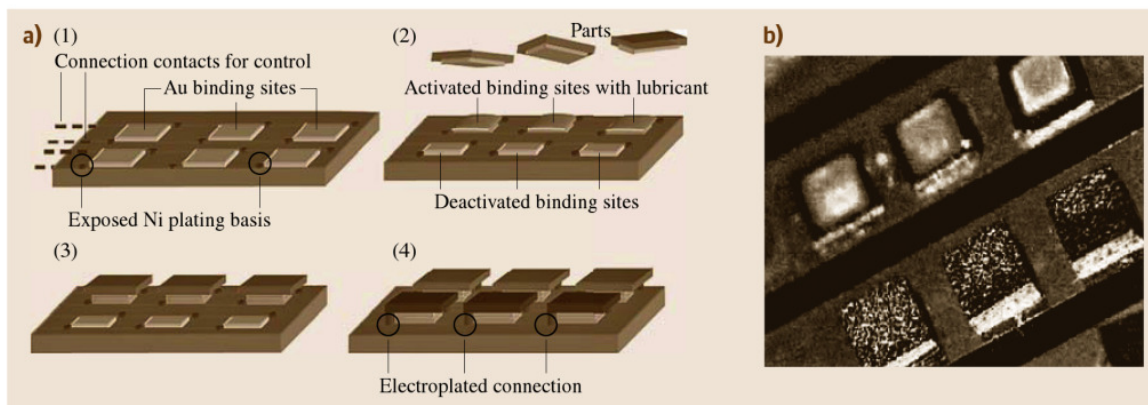 a)
(1)
Connection contacts for control
Au binding sites
Exposed Ni plating basis
(2)
Parts
Activated binding sites with lubricant
Deactivated binding sites
(3)
(4)
Electroplated connection
b)